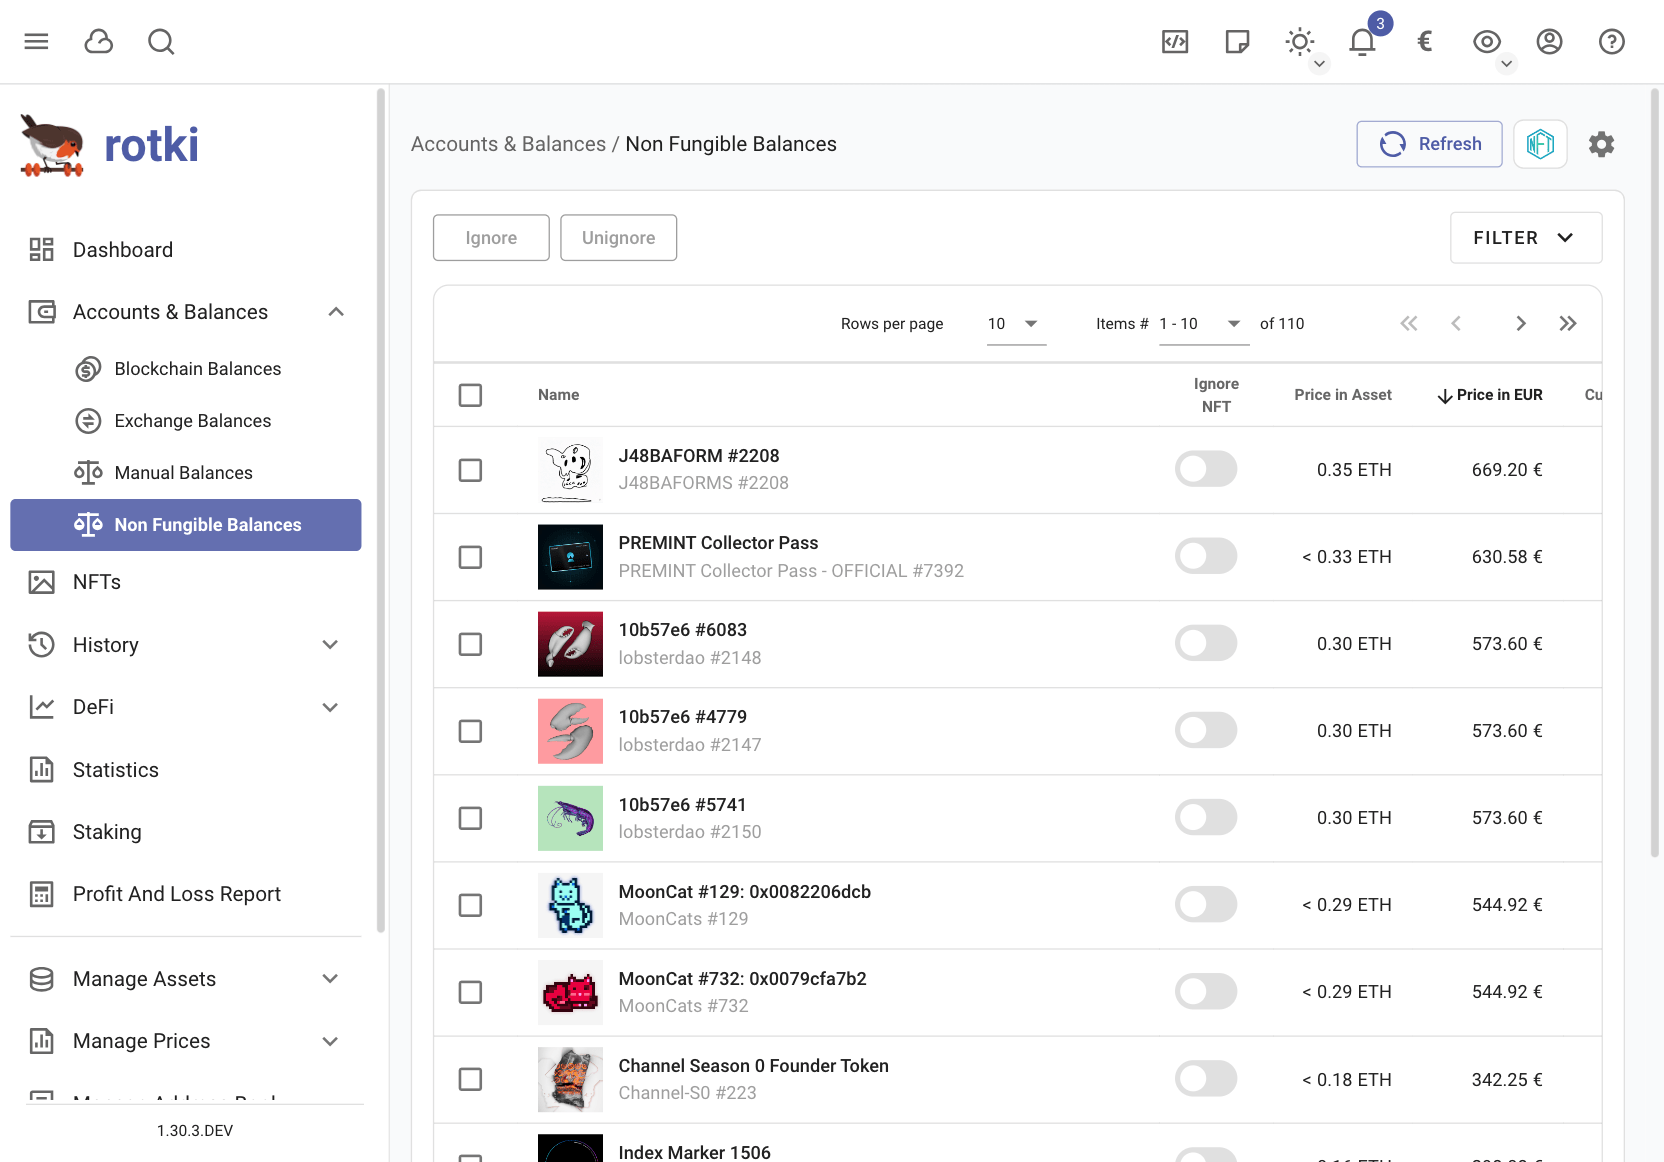 3
€
rotki
Accounts & Balances / Non Fungible Balances
Refresh
NFT
Dashboard
Accounts & Balances
Blockchain Balances
Exchange Balances
Manual Balances
Non Fungible Balances
NFTs
History
DeFi
Statistics
Staking
Profit And Loss Report
Manage Assets
Manage Prices
1.30.3.DEV
Ignore
Unignore
FILTER
Rows per page 10 Items # 1 - 10 of 110
Name
Ignore
NFT
Price in Asset
Price in EUR
Cu
J48BAFORM #2208
J48BAFORMS #2208
0.35 ETH
669.20 €
PREMINT Collector Pass
PREMINT Collector Pass - OFFICIAL #7392
< 0.33 ETH
630.58 €
10b57e6 #6083
lobsterdao #2148
0.30 ETH
573.60 €
10b57e6 #4779
lobsterdao #2147
0.30 ETH
573.60 €
10b57e6 #5741
lobsterdao #2150
0.30 ETH
573.60 €
MoonCat #129: 0x0082206dcb
MoonCats #129
< 0.29 ETH
544.92 €
MoonCat #732: 0x0079cfa7b2
MoonCats #732
< 0.29 ETH
544.92 €
Channel Season 0 Founder Token
Channel-S0 #223
< 0.18 ETH
342.25 €
Index Marker 1506